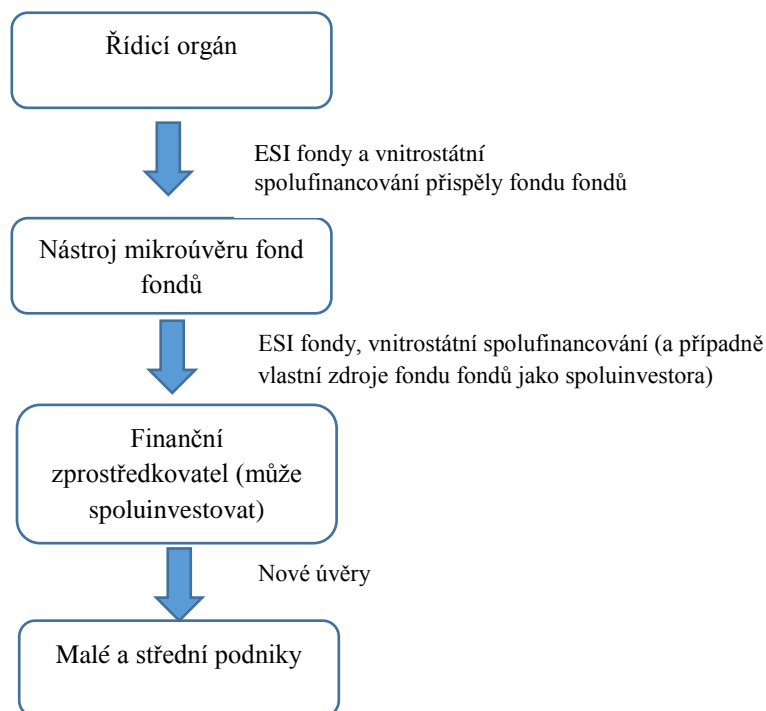 Řídicí orgán
ESI fondy a vnitrostátní
spolufinancování přispěly fondu fondů
Nástroj mikroúvěru fond
fondů
ESI fondy, vnitrostátní spolufinancování (a případně
vlastní zdroje fondu fondů jako spoluinvestora)
Finanční
zprostředkovatel (může
spoluinvestovat)
Nové úvěry
Malé a střední podniky